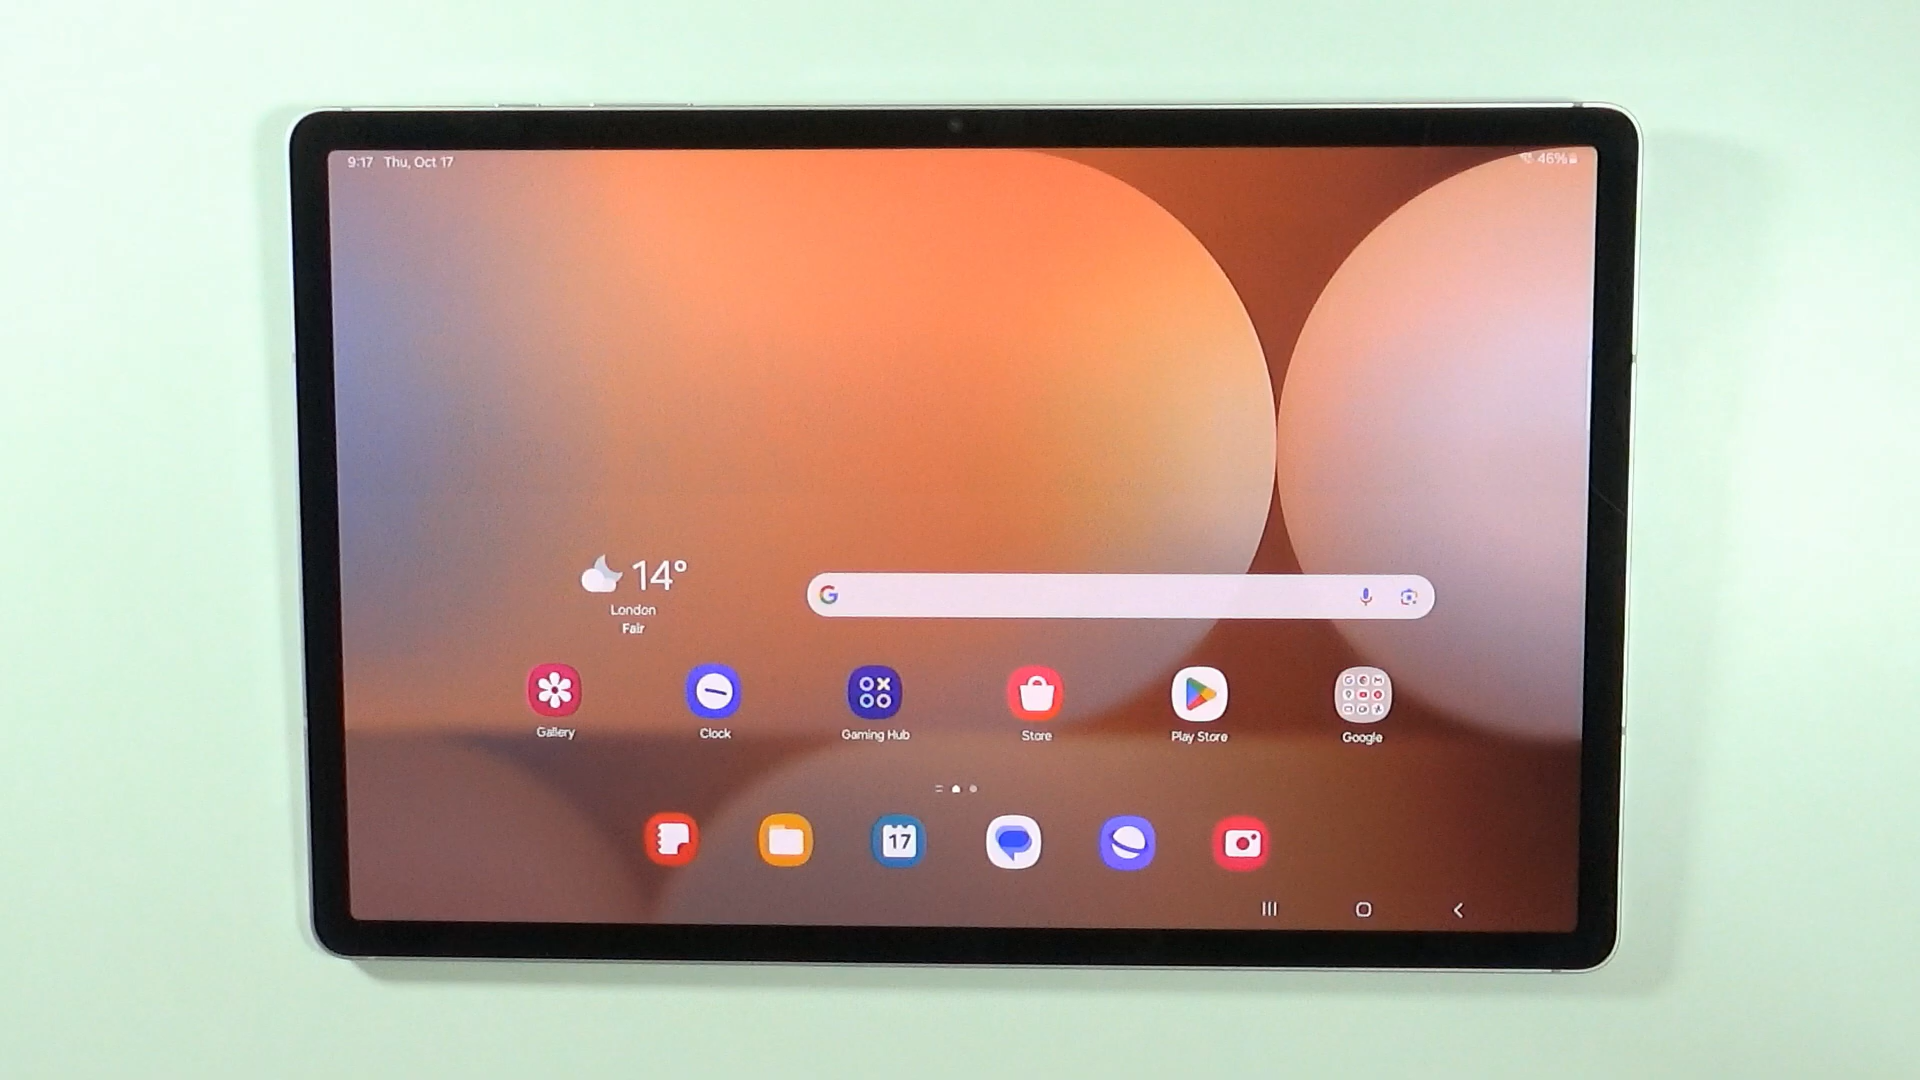 9:17 Thu, Oct 17
46%
14°
London
Fair
Gallery
Clock
Gaming Hub
Store
Play Store
Google
17